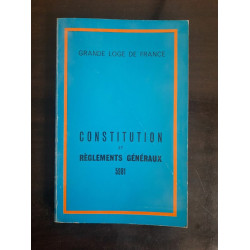 GRANDE LOGE DE FRANCE
CONSTITUTION
ET
RÈGLEMENTS GÉNÉRAUX